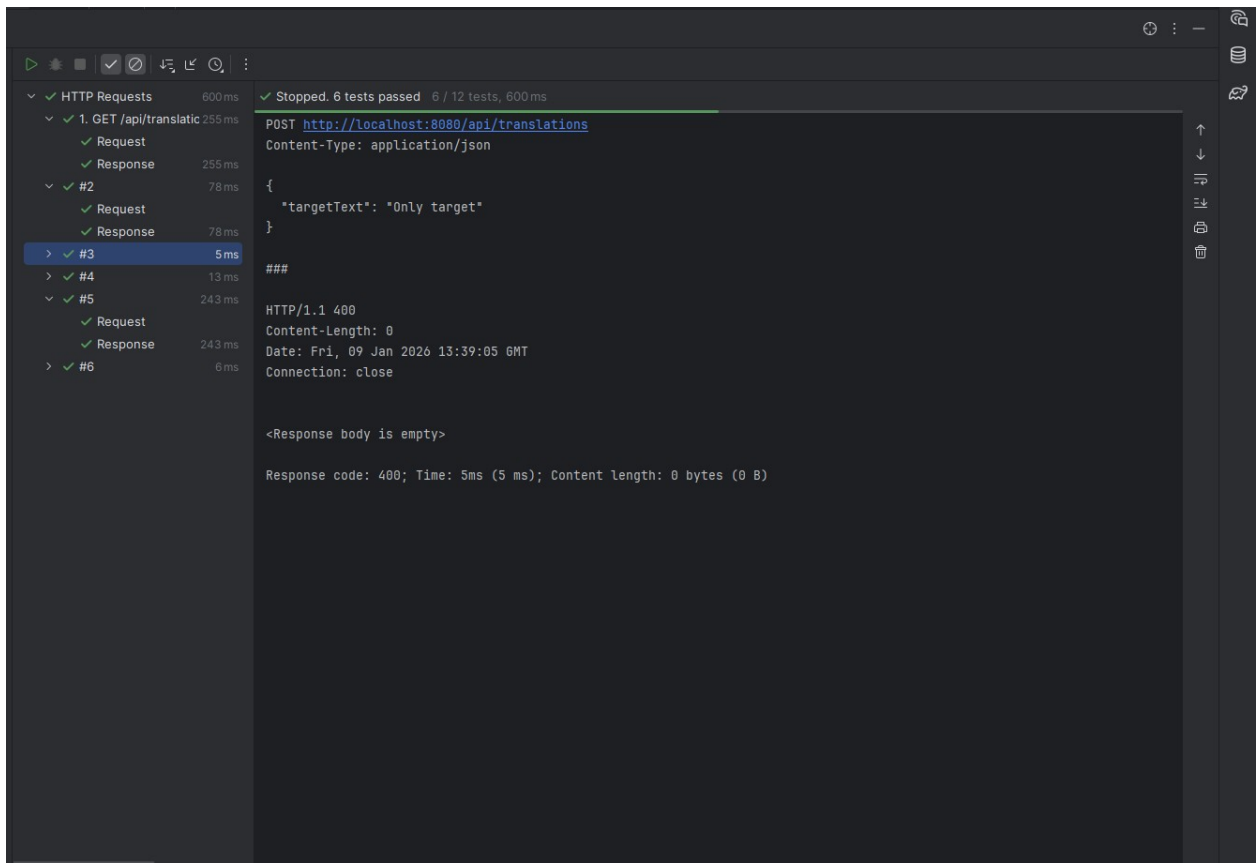 HTTP Requests 600 ms
1. GET /api/translatic 255 ms
Request
Response 255 ms
#2 78 ms
Request
Response 78 ms
#3 5 ms
#4 13 ms
#5 243 ms
Request
Response 243 ms
#6 6 ms
Stopped. 6 tests passed 6 / 12 tests, 600 ms
POST http://localhost:8080/api/translations
Content-Type: application/json
{
"targetText": "Only target"
}
###
HTTP/1.1 400
Content-Length: 0
Date: Fri, 09 Jan 2026 13:39:05 GMT
Connection: close
<Response body is empty>
Response code: 400; Time: 5ms (5 ms); Content length: 0 bytes (0 B)